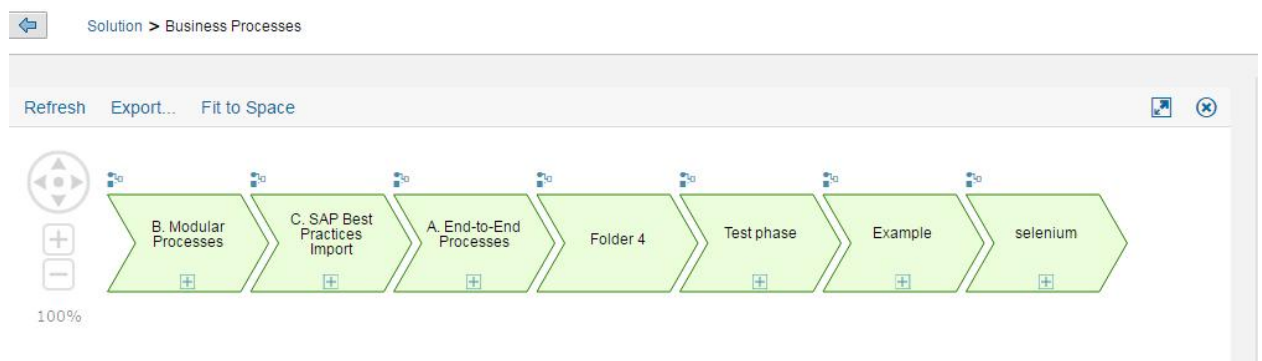 Solution > Business Processes
Refresh Export... Fit to Space
B. Modular
Processes
C. SAP Best
Practices
Import
A. End-to-End
Processes
Folder 4
Test phase
Example
selenium
100%